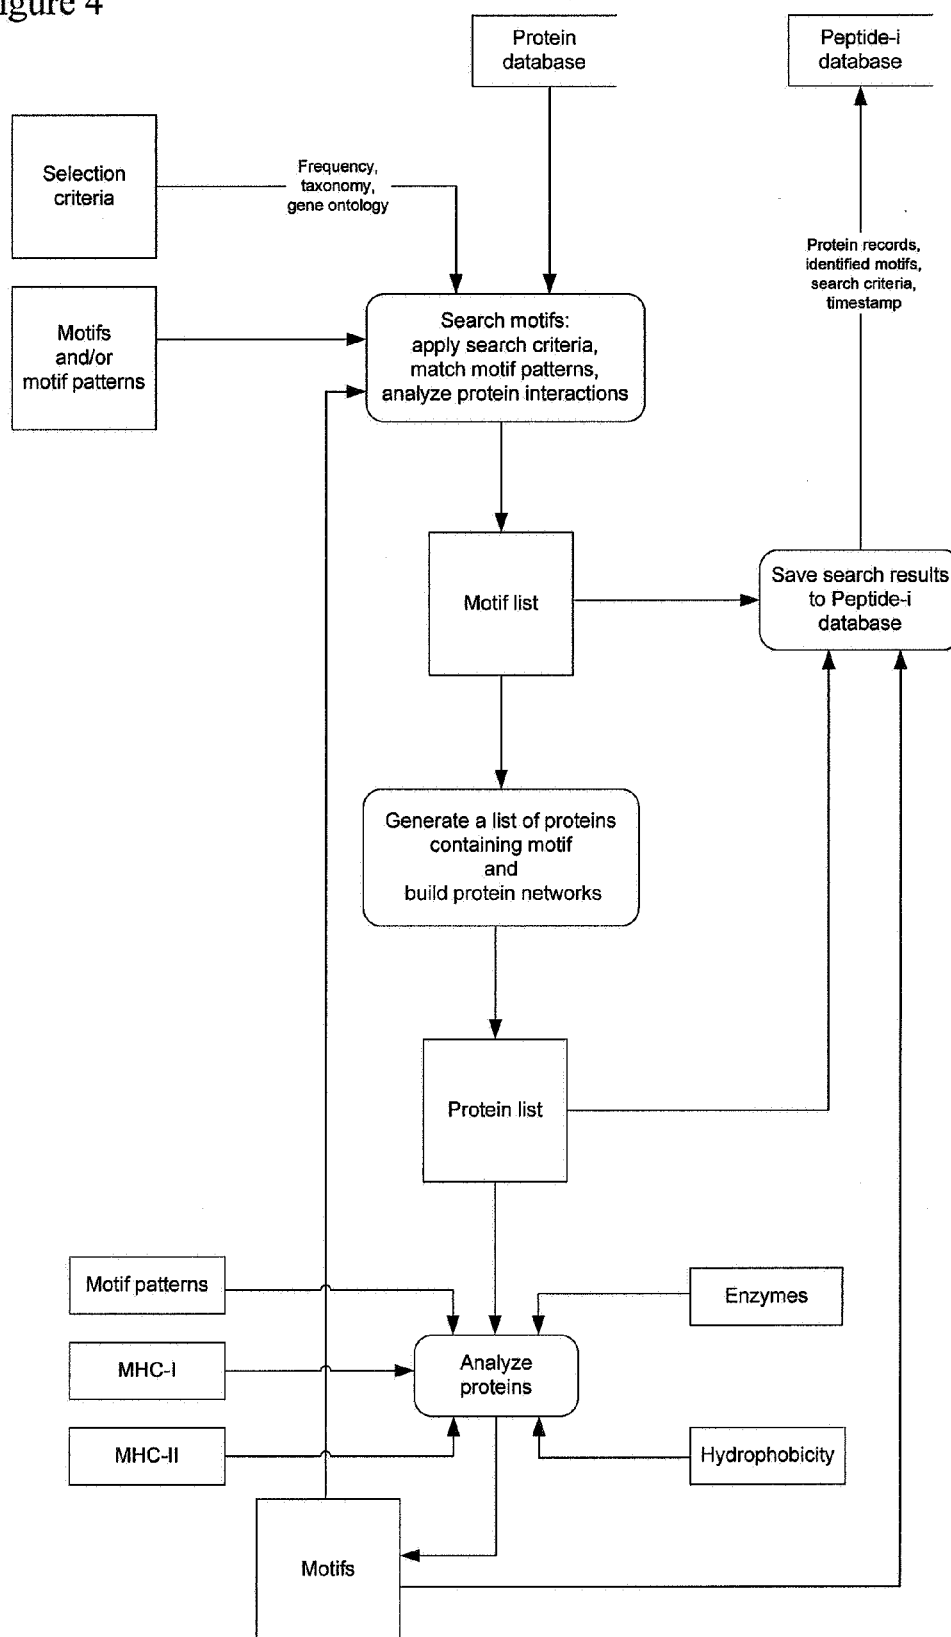 igure 4
Protein
database
Peptide-i
database
Selection
criteria
Frequency,
taxonomy,
gene ontology
Protein records,
identified motifs,
search criteria,
timestamp
Motifs
and/or
motif patterns
Search motifs:
apply search criteria,
match motif patterns,
analyze protein interactions
Motif list
Save search results
to Peptide-i
database
Generate a list of proteins
containing motif
and
build protein networks
Protein list
Motif patterns
Enzymes
MHC-I
Analyze
proteins
MHC-II
Hydrophobicity
Motifs